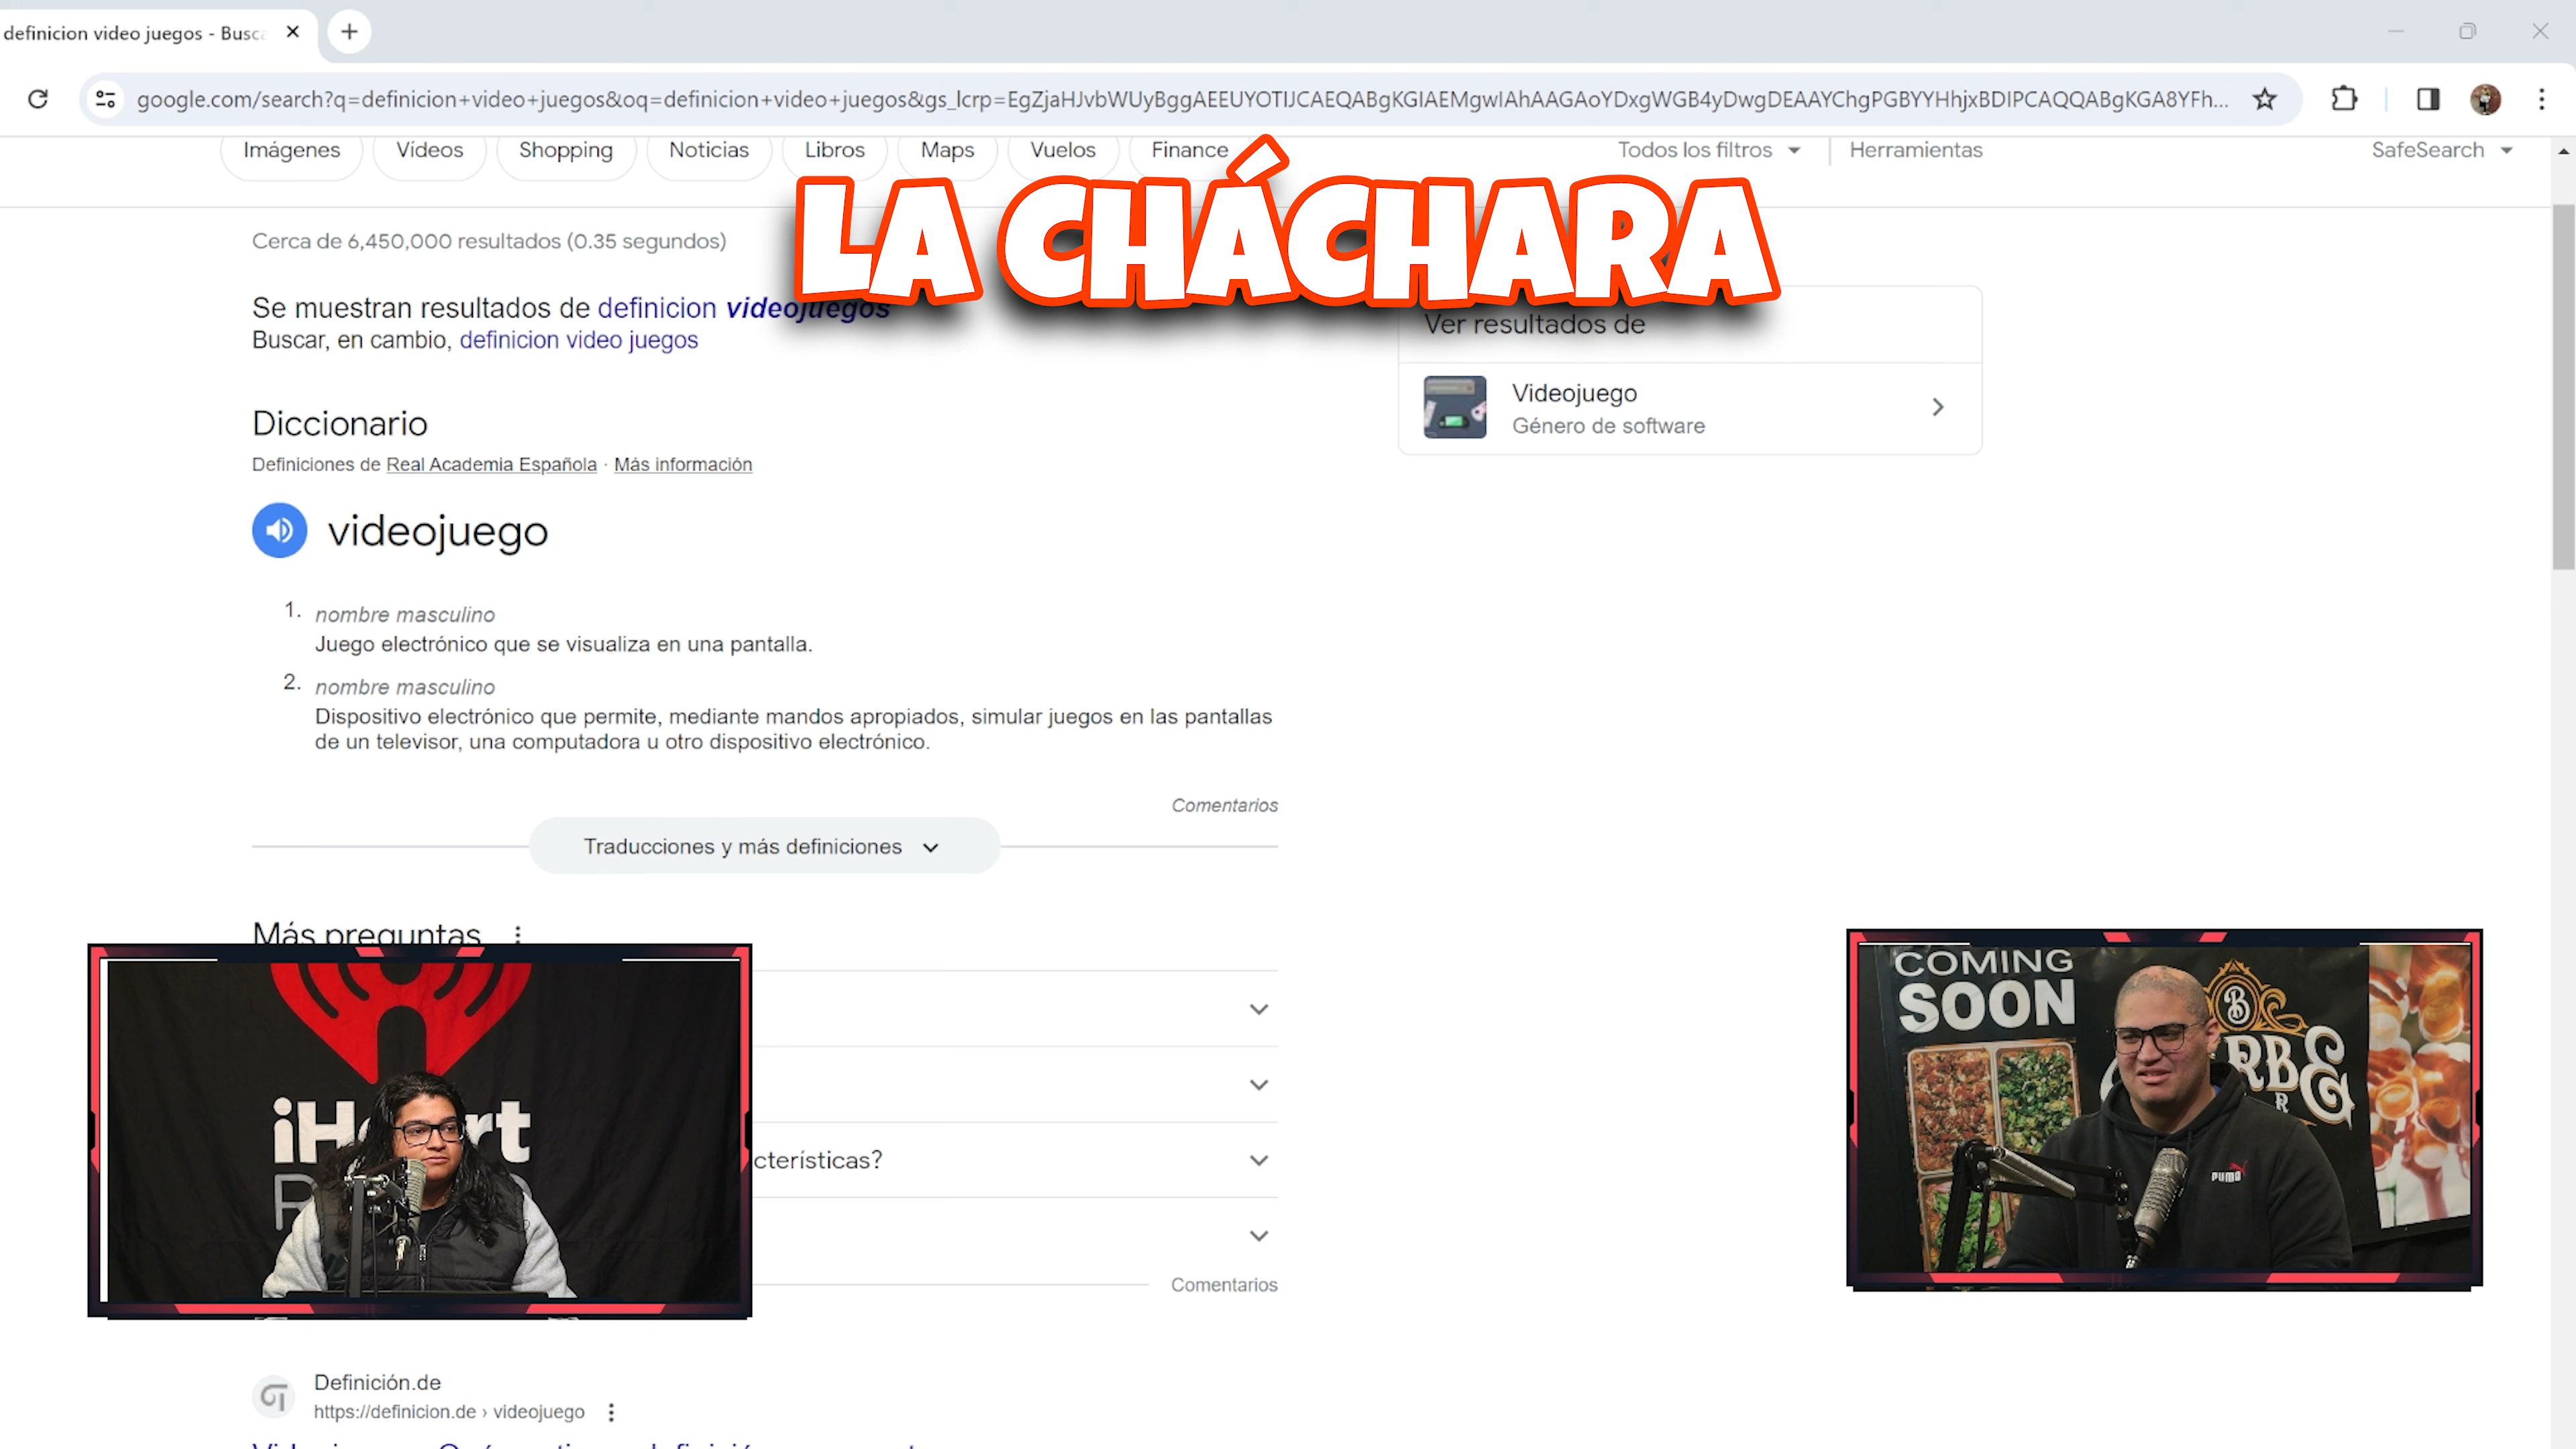 definicion video juegos - Busca
google.com/search?q=definicion+video+juegos&oq=definicion+video+juegos&gs_lcrp=EgZjaHJvbWUyBggAEEUYOTIJCAEQABgKGIAEMgwIAhAAGAoYDxgWGB4yDwgDEAAYChgPGBYYHhjxBDIPCAQQABgKGA8YFh...
Imágenes Vídeos Shopping Noticias Libros Maps Vuelos Finance Todos los filtros Herramientas SafeSearch
LA CHÁCHARA
Cerca de 6,450,000 resultados (0.35 segundos)
Se muestran resultados de definicion videojuegos
Buscar, en cambio, definicion video juegos
Ver resultados de
Videojuego
Género de software
Diccionario
Definiciones de Real Academia Española · Más información
videojuego
1. nombre masculino
Juego electrónico que se visualiza en una pantalla.
2. nombre masculino
Dispositivo electrónico que permite, mediante mandos apropiados, simular juegos en las pantallas
de un televisor, una computadora u otro dispositivo electrónico.
Comentarios
Traducciones y más definiciones
Más preguntas
cterísticas?
Comentarios
COMING
SOON
B
RBE
R
PUMA
iH rt
R
Definición.de
https://definicion.de › videojuego